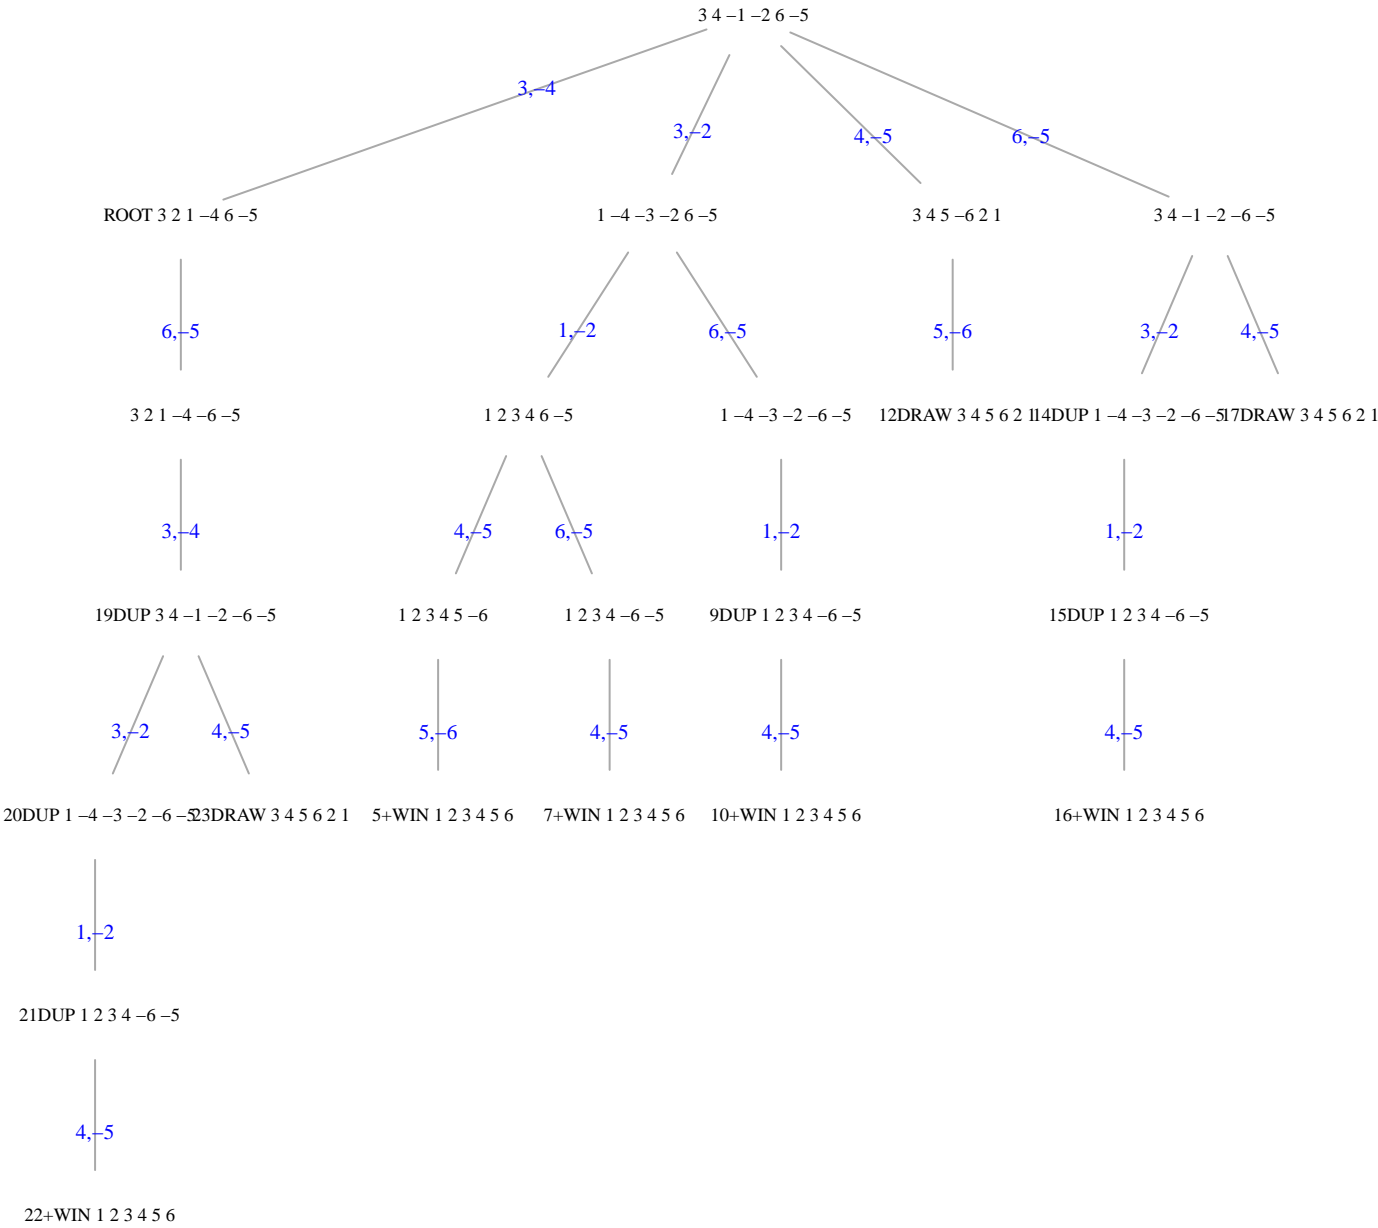 3 4 –1 –2 6 –5
3,–4
3,–2
4,–5
6,–5
ROOT 3 2 1 –4 6 –5
1 –4 –3 –2 6 –5
3 4 5 –6 2 1
3 4 –1 –2 –6 –5
6,–5
1,–2
6,–5
5,–6
3,–2
4,–5
3 2 1 –4 –6 –5
1 2 3 4 6 –5
1 –4 –3 –2 –6 –5
12DRAW 3 4 5 6 2 1
14DUP 1 –4 –3 –2 –6 –5
17DRAW 3 4 5 6 2 1
3,–4
4,–5
6,–5
1,–2
1,–2
19DUP 3 4 –1 –2 –6 –5
1 2 3 4 5 –6
1 2 3 4 –6 –5
9DUP 1 2 3 4 –6 –5
15DUP 1 2 3 4 –6 –5
3,–2
4,–5
5,–6
4,–5
4,–5
4,–5
20DUP 1 –4 –3 –2 –6 –5
23DRAW 3 4 5 6 2 1
5+WIN 1 2 3 4 5 6
7+WIN 1 2 3 4 5 6
10+WIN 1 2 3 4 5 6
16+WIN 1 2 3 4 5 6
1,–2
21DUP 1 2 3 4 –6 –5
4,–5
22+WIN 1 2 3 4 5 6